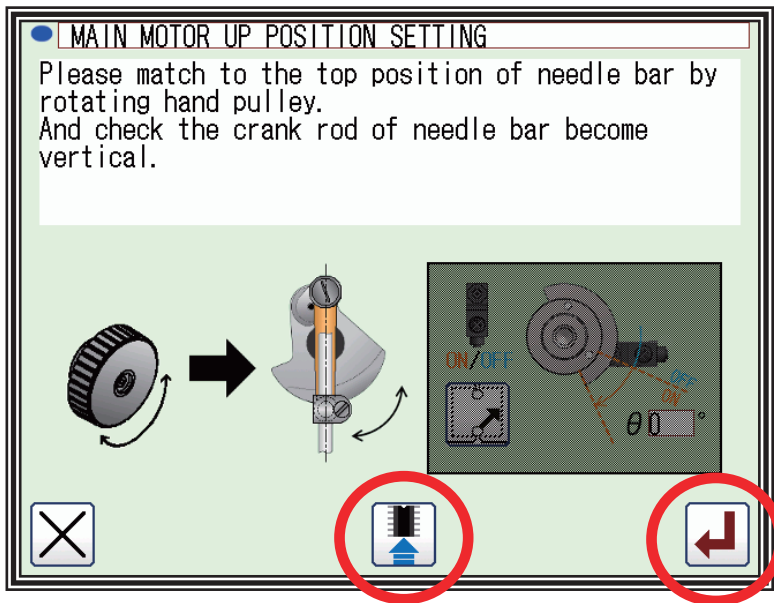 MAIN MOTOR UP POSITION SETTING
Please match to the top position of needle bar by
rotating hand pulley.
And check the crank rod of needle bar become
vertical.
ON/OFF
OFF
ON
θ 0 °